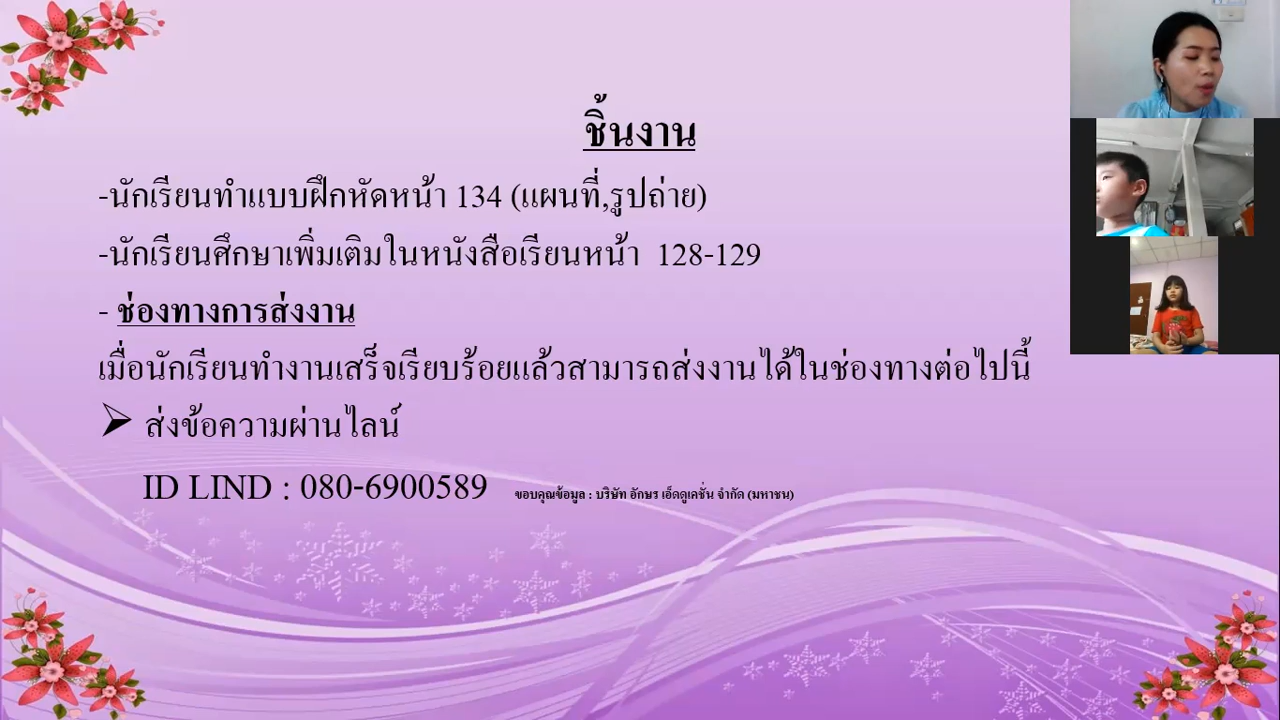 ชิ้นงาน
-นักเรียนทำแบบฝึกหัดหน้า 134 (แผนที่,รูปถ่าย)
-นักเรียนศึกษาเพิ่มเติมในหนังสือเรียนหน้า 128-129
- ช่องทางการส่งงาน
เมื่อนักเรียนทำงานเสร็จเรียบร้อยแล้วสามารถส่งงานได้ในช่องทางต่อไปนี้
➢ ส่งข้อความผ่านไลน์
ID LIND : 080-6900589 ขอบคุณข้อมูล : บริษัท อักษร เอ็ดดูเคชั่น จำกัด (มหาชน)